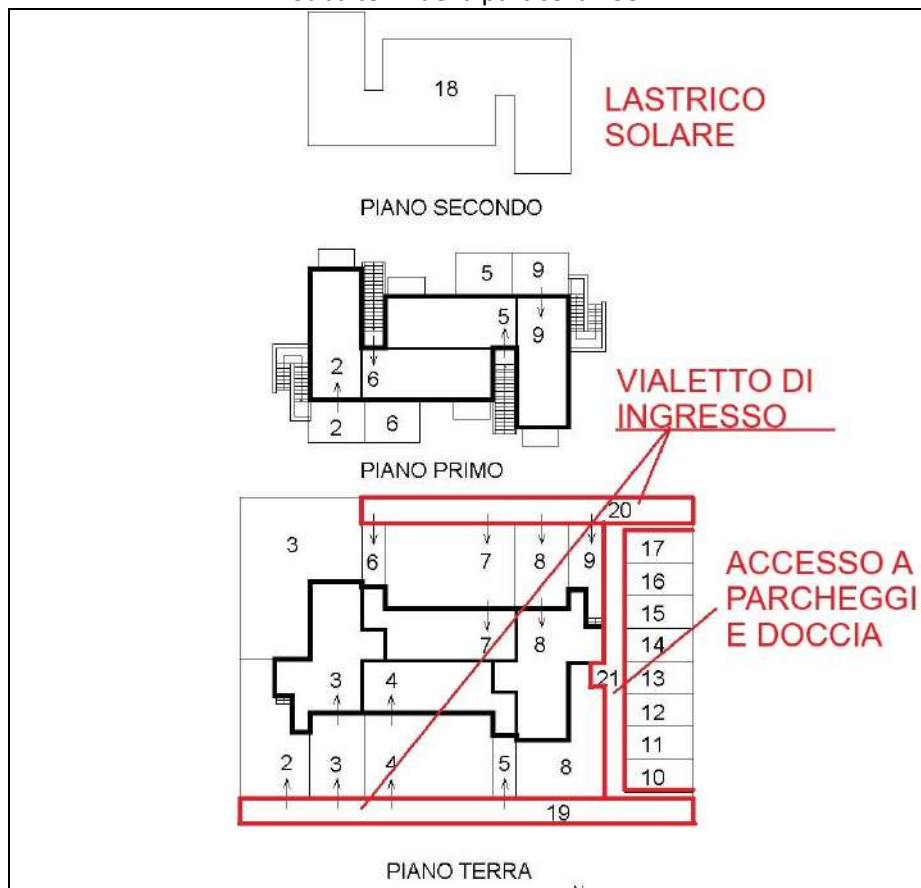 18
LASTRICO
SOLARE
PIANO SECONDO
5 9
5 9
2 6
2 6
VIALETTO DI
INGRESSO
PIANO PRIMO
20
3
6 7 8 9
17
16
15
14
13
12
11
10
ACCESSO A
PARCHEGGI
E DOCCIA
7 8
21
3 4
2 3 4 5 8
19
PIANO TERRA